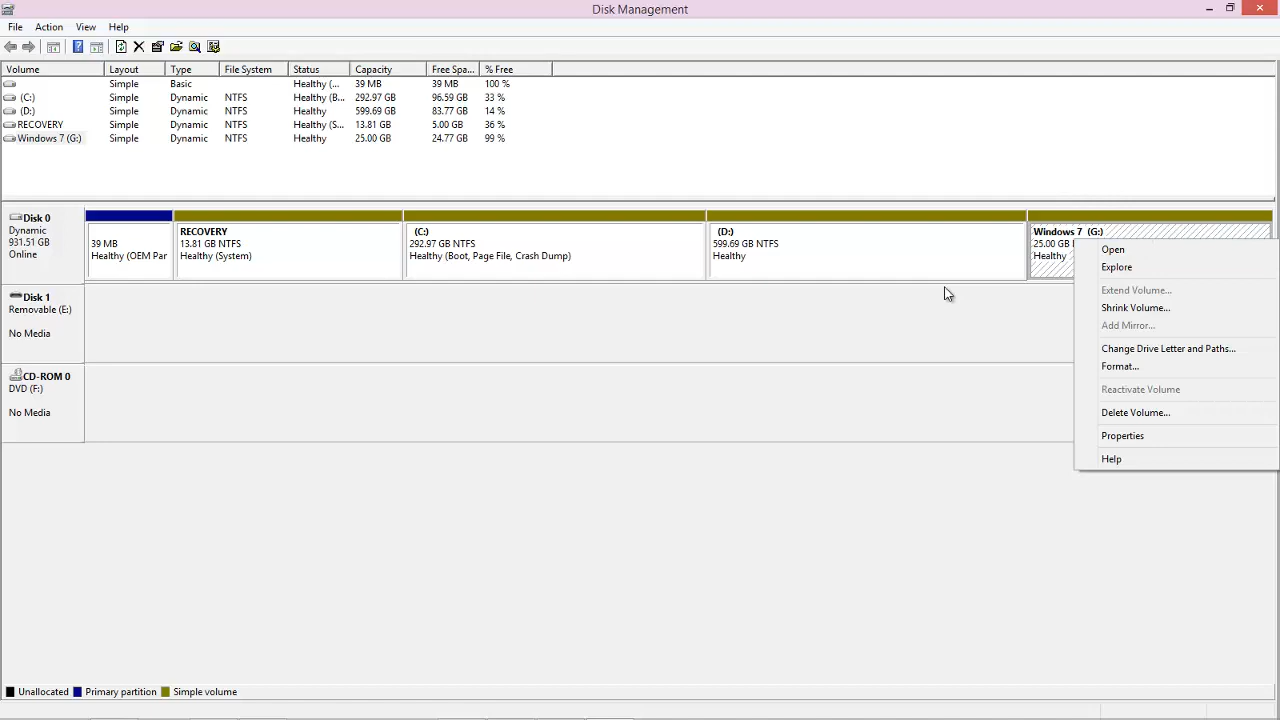 Disk Management
File Action View Help
Volume Layout Type File System Status Capacity Free Spa... % Free
Simple Basic Healthy (... 39 MB 39 MB 100 %
(C:) Simple Dynamic NTFS Healthy (B... 292.97 GB 96.59 GB 33 %
(D:) Simple Dynamic NTFS Healthy 599.69 GB 83.77 GB 14 %
RECOVERY Simple Dynamic NTFS Healthy (S... 13.81 GB 5.00 GB 36 %
Windows 7 (G:) Simple Dynamic NTFS Healthy 25.00 GB 24.77 GB 99 %
Disk 0
Dynamic
931.51 GB
Online
39 MB
Healthy (OEM Par
RECOVERY
13.81 GB NTFS
Healthy (System)
(C:)
292.97 GB NTFS
Healthy (Boot, Page File, Crash Dump)
(D:)
599.69 GB NTFS
Healthy
Windows 7 (G:)
25.00 GB
Healthy
Open
Explore
Extend Volume...
Shrink Volume...
Add Mirror...
Change Drive Letter and Paths...
Format...
Reactivate Volume
Delete Volume...
Properties
Help
Disk 1
Removable (E:)
No Media
CD-ROM 0
DVD (F:)
No Media
Unallocated Primary partition Simple volume